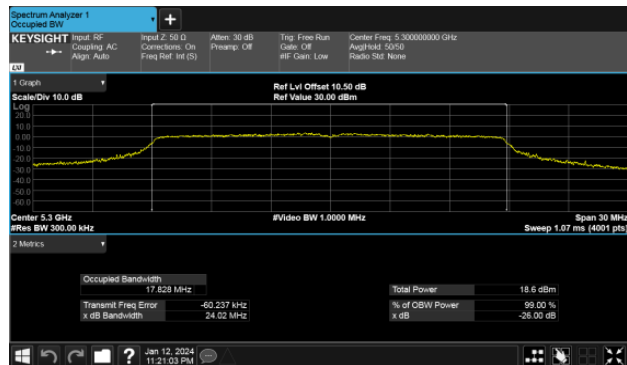 Spectrum Analyzer 1
Occupied BW
+
KEYSIGHT Input: RF Input Z: 50 Ω Atten: 30 dB Trig: Free Run Center Freq: 5.300000000 GHz
Coupling: AC Corrections: On Preamp: Off Gate: Off Avg|Hold: 50/50
Align: Auto Freq Ref: Int (S) #IF Gain: Low Radio Std: None
LXI
1 Graph Ref Lvl Offset 10.50 dB
Scale/Div 10.0 dB Ref Value 30.00 dBm
Log
20.0
10.0
0.00
-10.0
-20.0
-30.0
-40.0
-50.0
-60.0
Center 5.3 GHz #Video BW 1.0000 MHz Span 30 MHz
#Res BW 300.00 kHz Sweep 1.07 ms (4001 pts)
2 Metrics
Occupied Bandwidth
17.828 MHz Total Power 18.6 dBm
Transmit Freq Error -60.237 kHz % of OBW Power 99.00 %
x dB Bandwidth 24.02 MHz x dB -26.00 dB
? Jan 12, 2024
11:21:03 PM